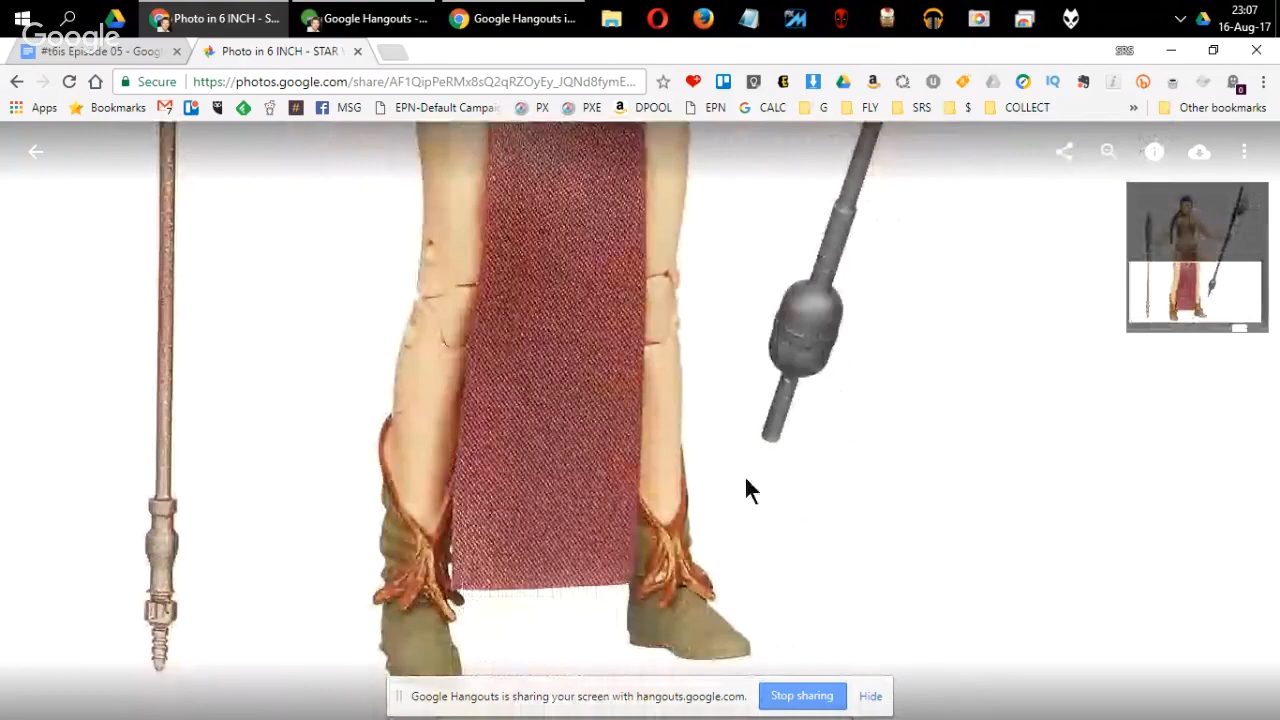 Photo in 6 INCH - S...
Google Hangouts -...
Google Hangouts i...
23:07
16-Aug-17
Google
#t6is Episode 05 - Goog
Photo in 6 INCH - STAR
SRS
Secure
https://photos.google.com/share/AF1QipPeRMx8sQ2qRZOyEy_JQNd8fymE...
Apps
Bookmarks
MSG
EPN-Default Campai
PX
PXE
DPOOL
EPN
CALC
G
FLY
SRS
$
COLLECT
»
Other bookmarks
Google Hangouts is sharing your screen with hangouts.google.com.
Stop sharing
Hide